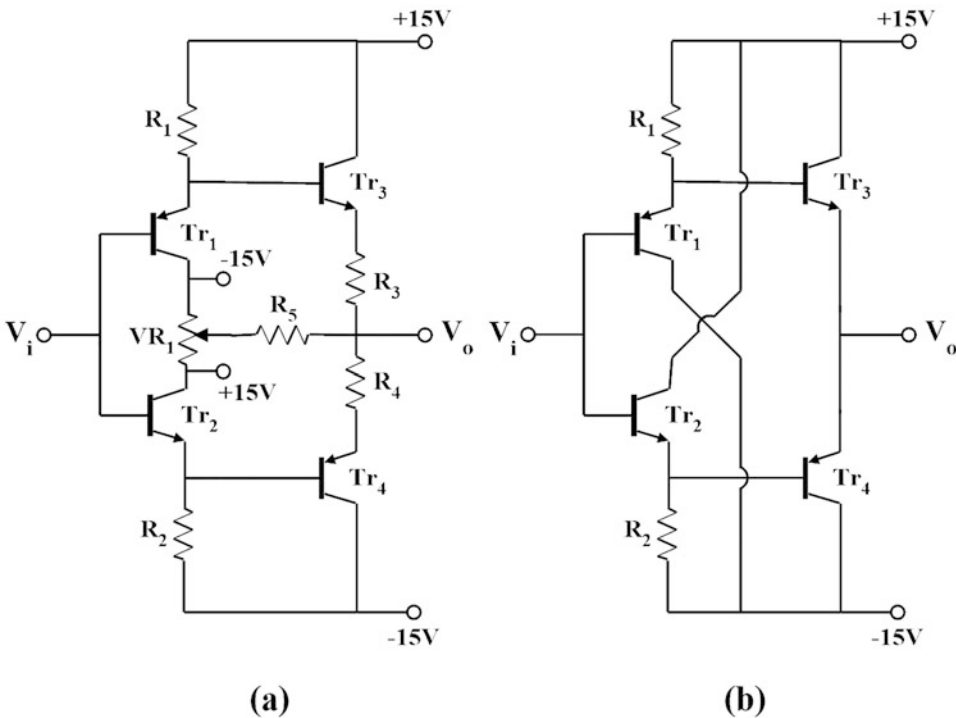 +15V
R1
Tr3
Tr1
-15V
R3
R5
Vi
VR1
Vo
R4
+15V
Tr2
Tr4
R2
-15V
(a)
+15V
R1
Tr3
Tr1
Vi
Vo
Tr2
Tr4
R2
-15V
(b)